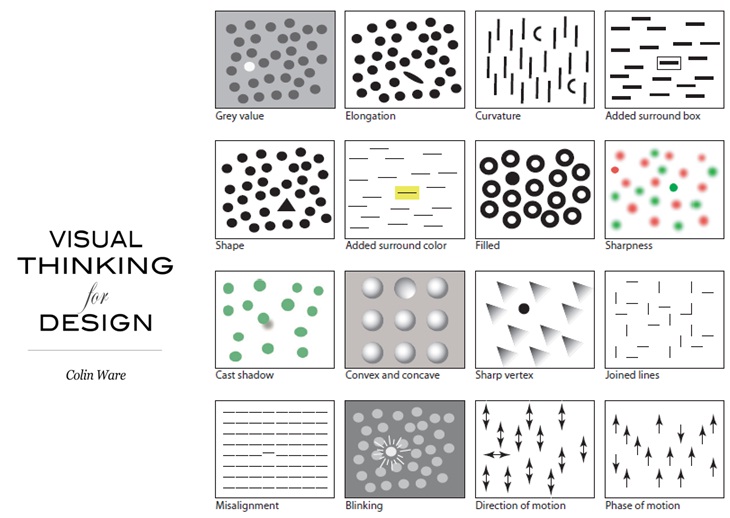 VISUAL
THINKING
for
DESIGN
Colin Ware
Grey value
Elongation
Curvature
Added surround box
Shape
Added surround color
Filled
Sharpness
Cast shadow
Convex and concave
Sharp vertex
Joined lines
Misalignment
Blinking
Direction of motion
Phase of motion